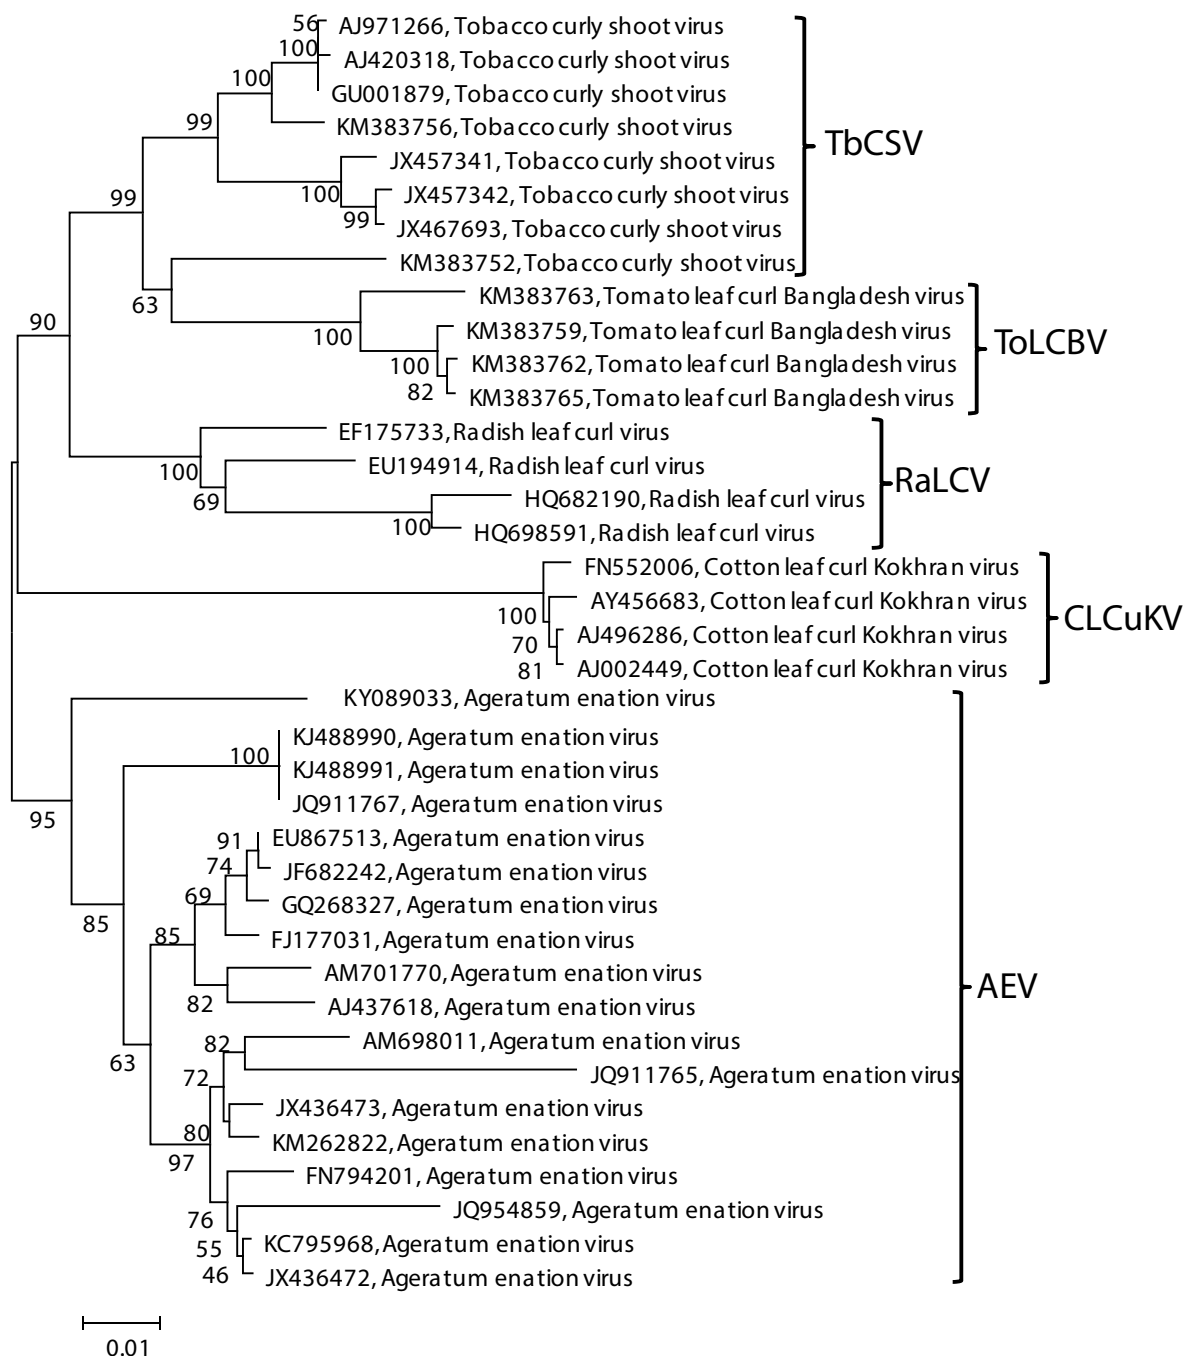 56
AJ971266, Tobacco curly shoot virus
100
AJ420318, Tobacco curly shoot virus
100
GU001879, Tobacco curly shoot virus
99
KM383756, Tobacco curly shoot virus
TbCSV
JX457341, Tobacco curly shoot virus
100
JX457342, Tobacco curly shoot virus
99
99
JX467693, Tobacco curly shoot virus
KM383752, Tobacco curly shoot virus
63
KM383763, Tomato leaf curl Bangladesh virus
90
100
KM383759, Tomato leaf curl Bangladesh virus
ToLCBV
100
KM383762, Tomato leaf curl Bangladesh virus
82
KM383765, Tomato leaf curl Bangladesh virus
EF175733, Radish leaf curl virus
100
EU194914, Radish leaf curl virus
RaLCV
69
HQ682190, Radish leaf curl virus
100
HQ698591, Radish leaf curl virus
FN552006, Cotton leaf curl Kokhran virus
AY456683, Cotton leaf curl Kokhran virus
100
CLCuKV
70
AJ496286, Cotton leaf curl Kokhran virus
81
AJ002449, Cotton leaf curl Kokhran virus
KY089033, Ageratum enation virus
KJ488990, Ageratum enation virus
100
KJ488991, Ageratum enation virus
JQ911767, Ageratum enation virus
95
91
EU867513, Ageratum enation virus
74
JF682242, Ageratum enation virus
69
GQ268327, Ageratum enation virus
85
85
FJ177031, Ageratum enation virus
AM701770, Ageratum enation virus
AEV
82
AJ437618, Ageratum enation virus
82
AM698011, Ageratum enation virus
63
72
JQ911765, Ageratum enation virus
JX436473, Ageratum enation virus
80
KM262822, Ageratum enation virus
97
FN794201, Ageratum enation virus
76
JQ954859, Ageratum enation virus
55
KC795968, Ageratum enation virus
46
JX436472, Ageratum enation virus
0.01